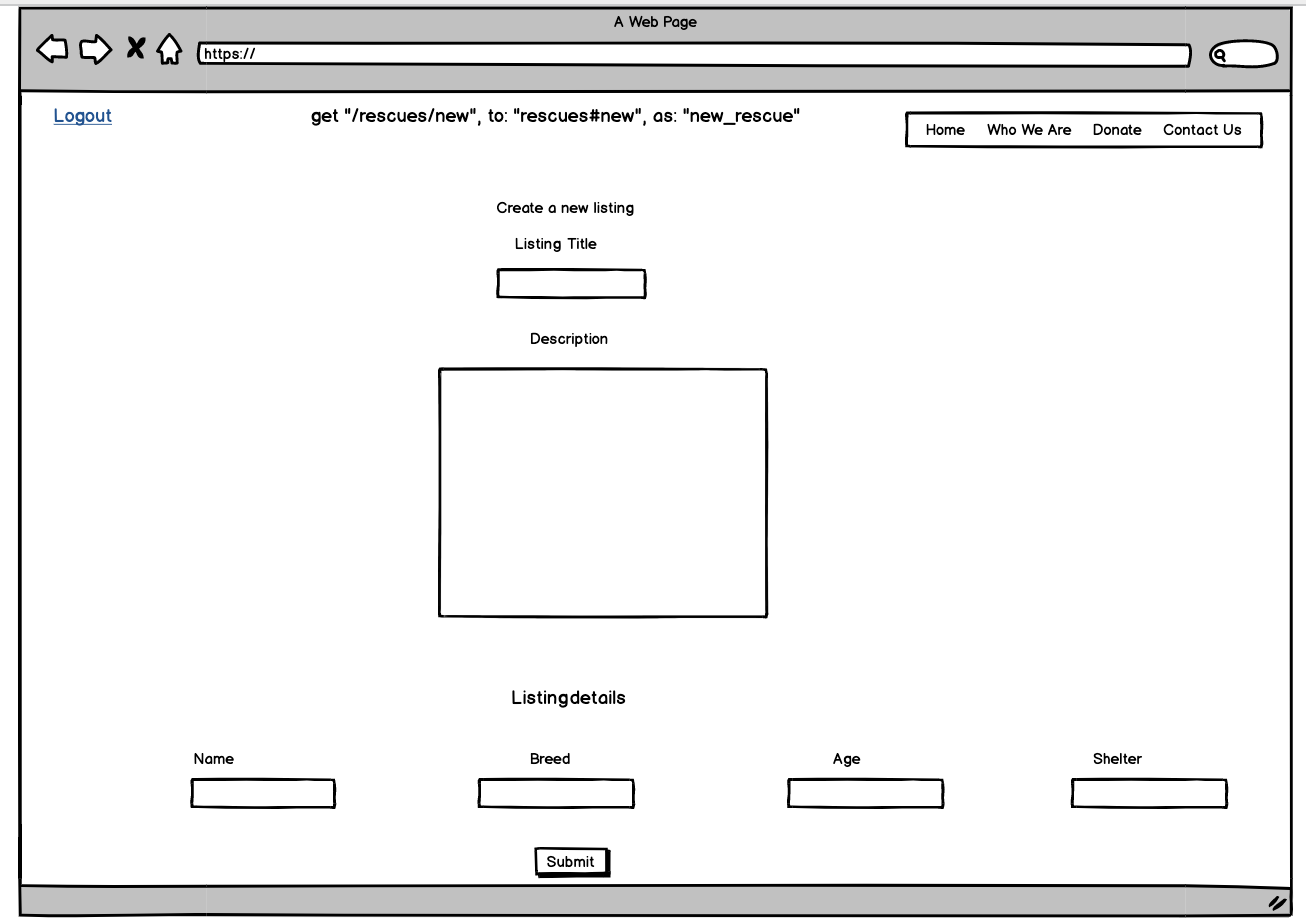 A Web Page
https://
Logout
get "/rescues/new", to: "rescues#new", as: "new_rescue"
Home Who We Are Donate Contact Us
Create a new listing
Listing Title
Description
Listingdetails
Name Breed Age Shelter
Submit